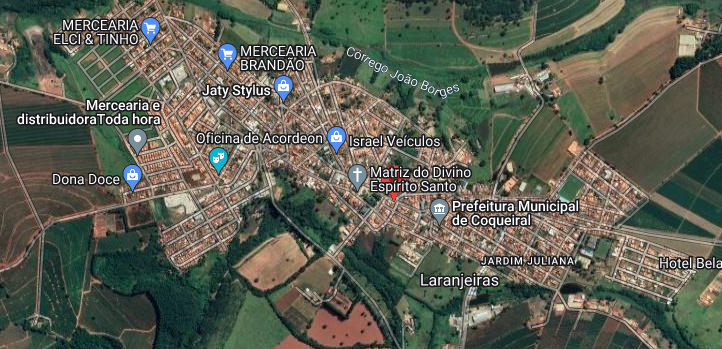 MERCEARIA
ELCI & TINHO
MERCEARIA
BRANDÃO
Córrego João Borges
Jaty Stylus
Mercearia e
distribuidoraToda hora
Oficina de Acordeon
Israel Veículos
Dona Doce
Matriz do Divino
Espírito Santo
Prefeitura Municipal
de Coqueiral
JARDIM JULIANA
Hotel Bela
Laranjeiras